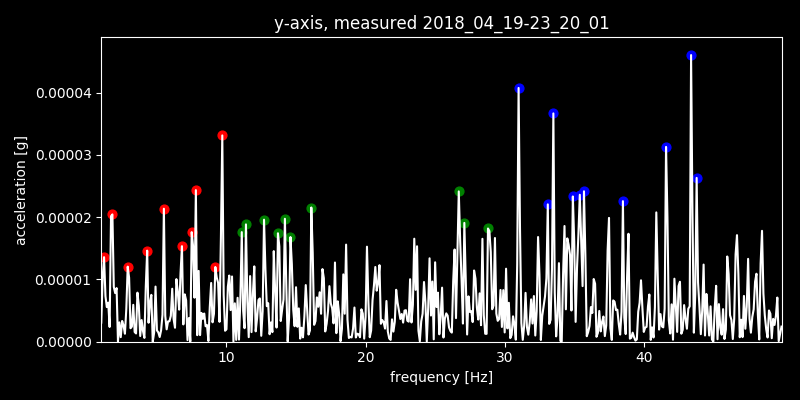 y-axis, measured 2018_04_19-23_20_01
acceleration [g]
0.00004
0.00003
0.00002
0.00001
0.00000
10 20 30 40
frequency [Hz]